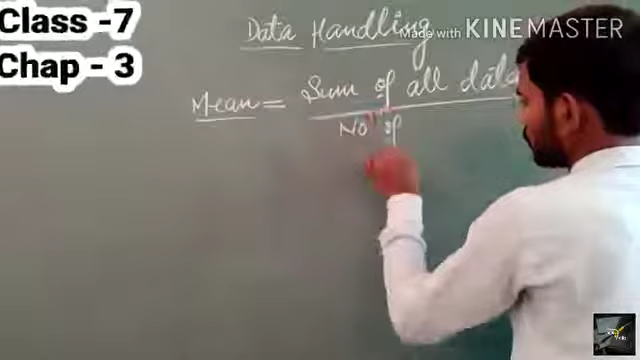 Class -7
Chap - 3
Data Handling
Made with KINEMASTER
Mean = Sum of all data
No of